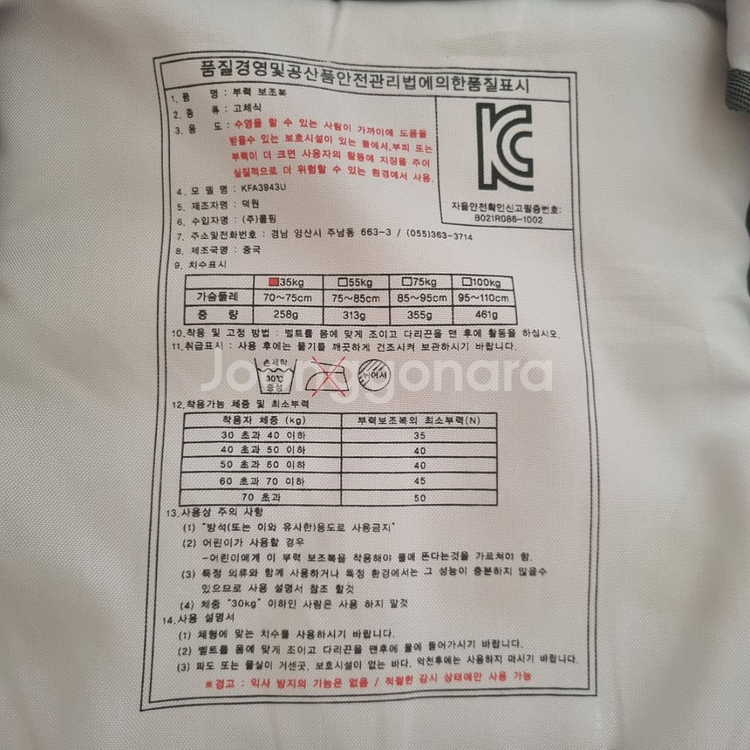 품질경영및공산품안전관리법에의한품질표시
1. 품 명 : 부력 보조복
2. 종 류 : 고체식
3. 용 도 : 수영을 할 수 있는 사람이 가까이에 도움을
받을수 있는 보호시설이 있는 물에서,부피 또는
부력이 더 크면 사용자의 활동에 지장을 주어
실질적으로 더 위험할 수 있는 환경에서 사용.
자율안전확인신고필증번호:
B021R086-1002
4. 모 델 명 : KFA3943U
5. 제조자명 : 덕원
6. 수입자명 : (주)콜핑
7. 주소및전화번호 : 경남 양산시 주남동 663-3 / (055)363-3714
8. 제조국명 : 중국
9. 치수표시
35kg 55kg 75kg 100kg
가슴둘레 70~75cm 75~85cm 85~95cm 95~110cm
중 량 258g 313g 355g 461g
10.착용 및 고정 방법 : 벨트를 몸에 맞게 조이고 다리끈을 맨 후에 활동을 하십시오.
11.취급표시 : 사용 후에는 물기를 깨끗하게 건조시켜 보관하시기 바랍니다.
손세탁
30℃
중성
뉘어서
Joonggonara
12.착용가능 체중 및 최소부력
착용자 체중 (kg) 부력보조복의 최소부력(N)
30 초과 40 이하 35
40 초과 50 이하 40
50 초과 60 이하 40
60 초과 70 이하 45
70 초과 50
13.사용상 주의 사항
(1) "방석(또는 이와 유사한)용도로 사용금지"
(2) 어린이가 사용할 경우
-어린이에게 이 부력 보조복을 착용해야 물에 뜬다는것을 가르쳐야 함.
(3) 특정 의류와 함께 사용하거나 특정 환경에서는 그 성능이 충분하지 않을수
있으므로 사용 설명서 참조 할것
(4) 체중 "30kg" 이하인 사람은 사용 하지 말것
14.사용 설명서
(1) 체형에 맞는 치수를 사용하시기 바랍니다.
(2) 벨트를 몸에 맞게 조이고 다리끈을 맨후에 물에 들어가시기 바랍니다.
(3) 파도 또는 물살이 거센곳, 보호시설이 없는 바다, 악천후에는 사용하지 마시기 바랍니다.
※경고 : 익사 방지의 기능은 없음 / 적절한 감시 상태에만 사용 가능